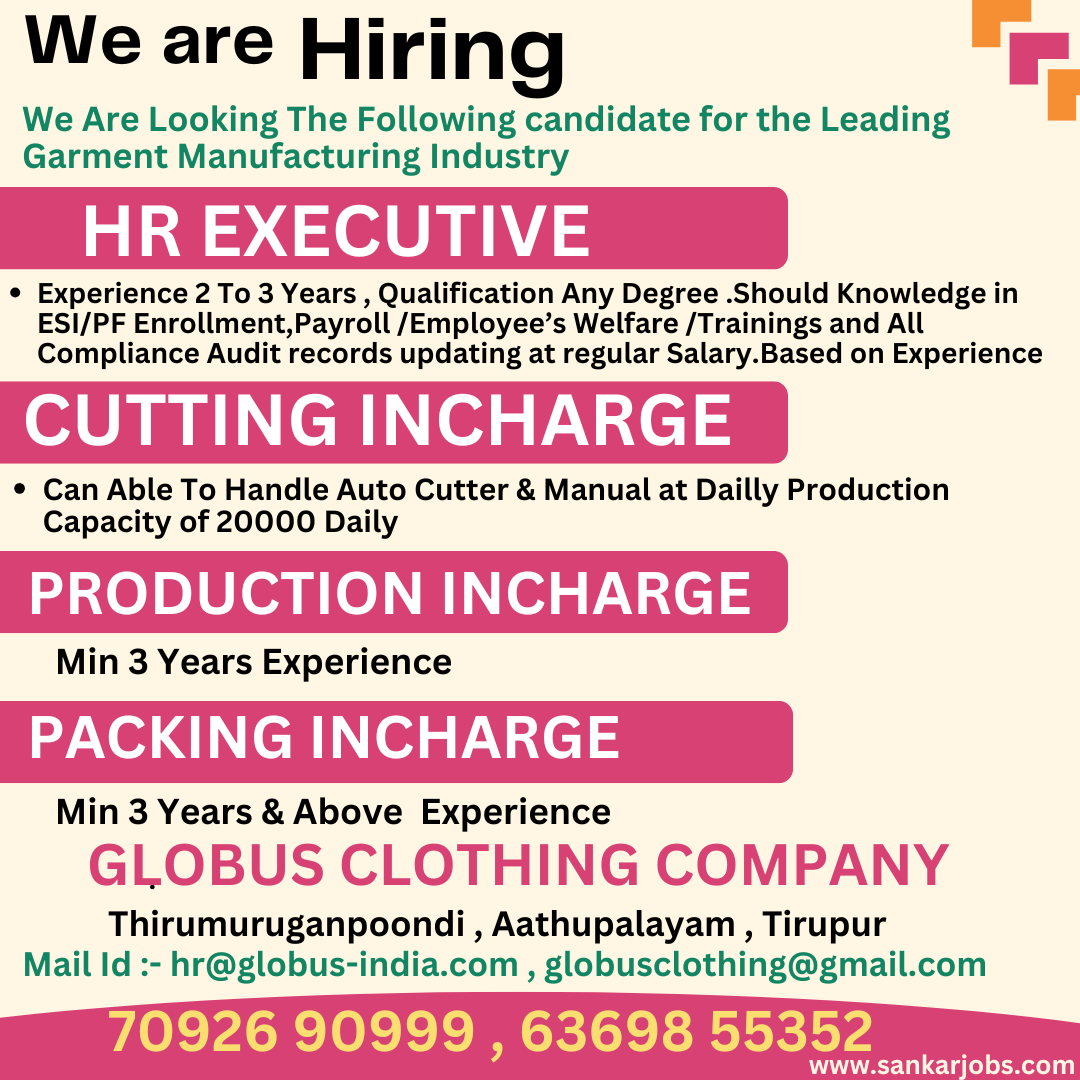 We are Hiring
We Are Looking The Following candidate for the Leading
Garment Manufacturing Industry
HR EXECUTIVE
• Experience 2 To 3 Years , Qualification Any Degree .Should Knowledge in
ESI/PF Enrollment,Payroll /Employee’s Welfare /Trainings and All
Compliance Audit records updating at regular Salary.Based on Experience
CUTTING INCHARGE
• Can Able To Handle Auto Cutter & Manual at Dailly Production
Capacity of 20000 Daily
PRODUCTION INCHARGE
Min 3 Years Experience
PACKING INCHARGE
Min 3 Years & Above Experience
GLOBUS CLOTHING COMPANY
Thirumuruganpoondi , Aathupalayam , Tirupur
Mail Id :- hr@globus-india.com , globusclothing@gmail.com
70926 90999 , 63698 55352
www.sankarjobs.com